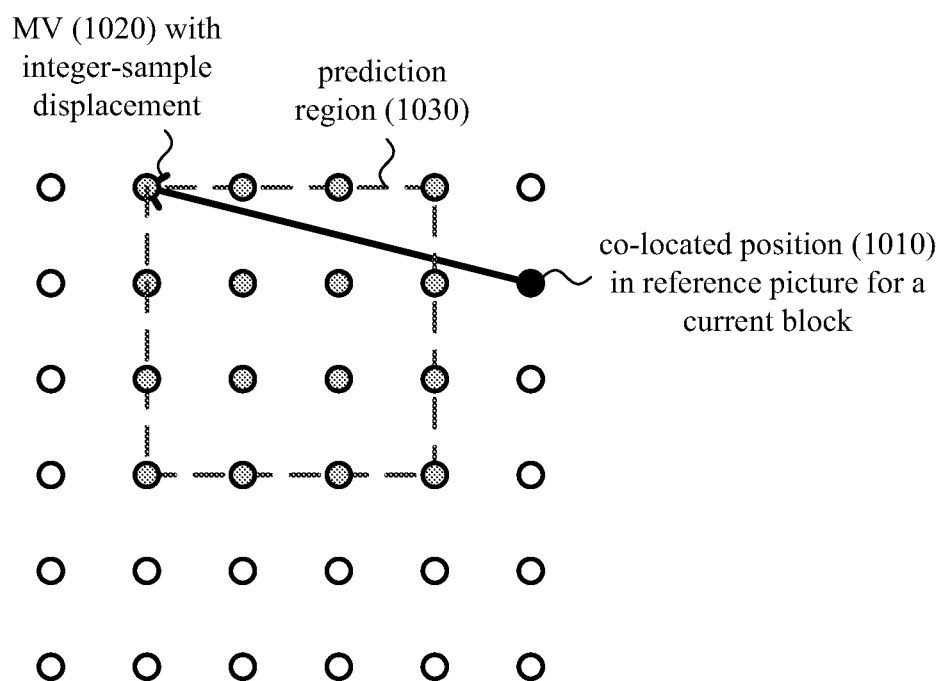 MV (1020) with
integer-sample
displacement
prediction
region (1030)
co-located position (1010)
in reference picture for a
current block